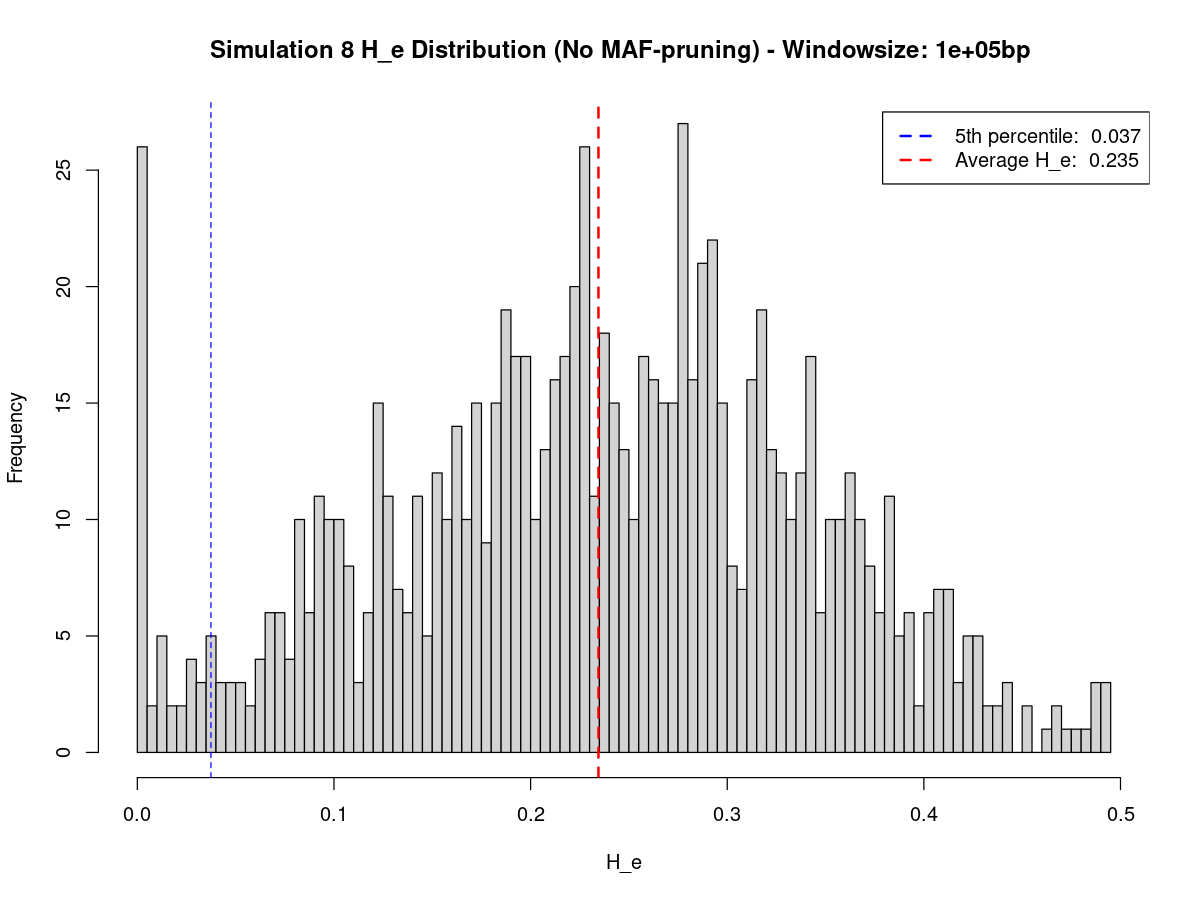 Simulation 8 H_e Distribution (No MAF-pruning) - Windowsize: 1e+05bp
5th percentile:  0.037
Average H_e:  0.235
Frequency
25
20
15
10
5
0
0.0 0.1 0.2 0.3 0.4 0.5
H_e